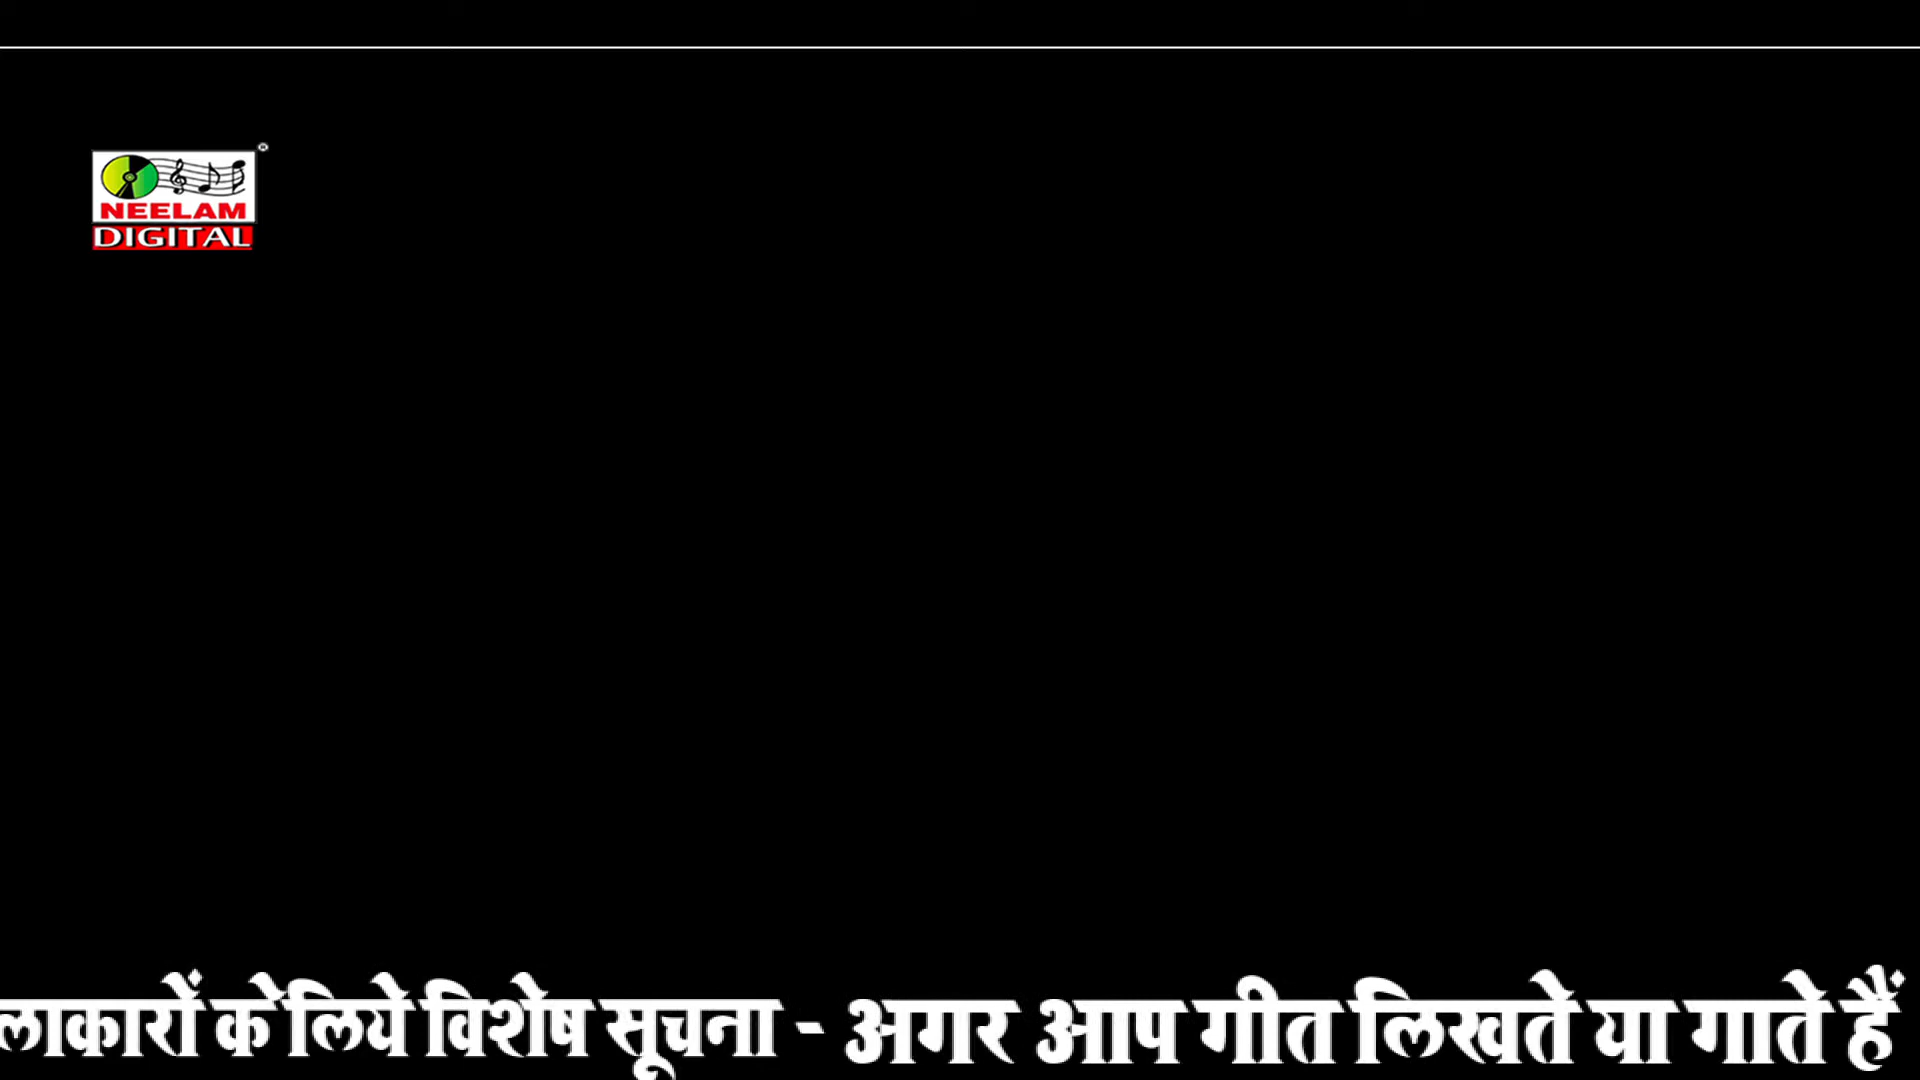 NEELAM
DIGITAL
लाकारों के लिये विशेष सूचना - अगर आप गीत लिखते या गाते हैं